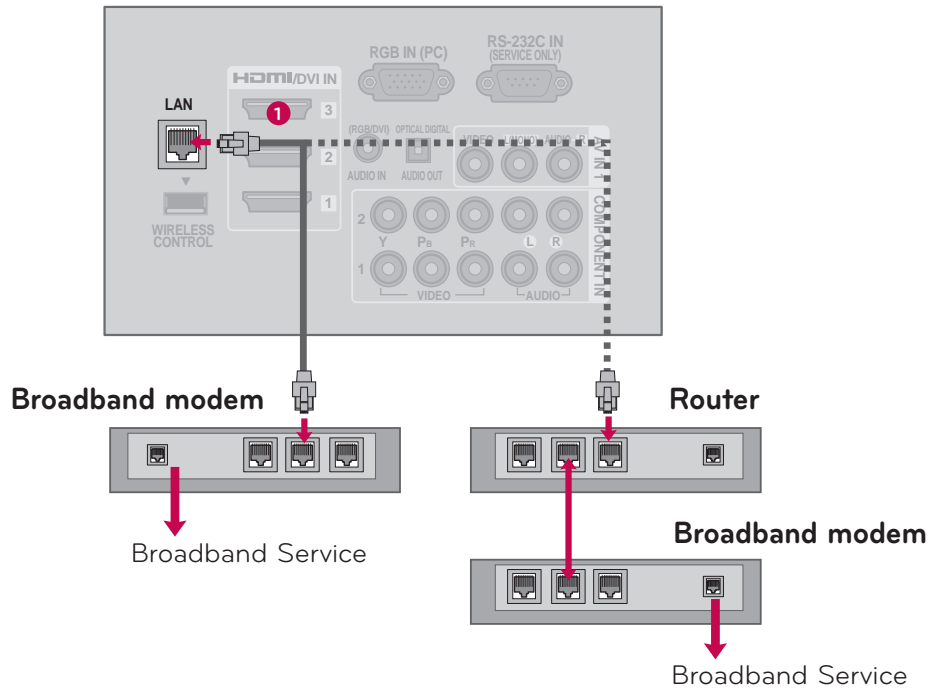 RGB IN (PC)
RS-232C IN
(SERVICE ONLY)
HDMI/DVI IN
LAN
1
3
(RGB/DVI)
OPTICAL DIGITAL
VIDEO
L(MONO)
AUDIO
R
AV IN 1
2
AUDIO IN
AUDIO OUT
1
WIRELESS
CONTROL
2
Y
PB
PR
L
R
COMPONENT IN
1
VIDEO
AUDIO
Broadband modem
Router
Broadband Service
Broadband modem
Broadband Service